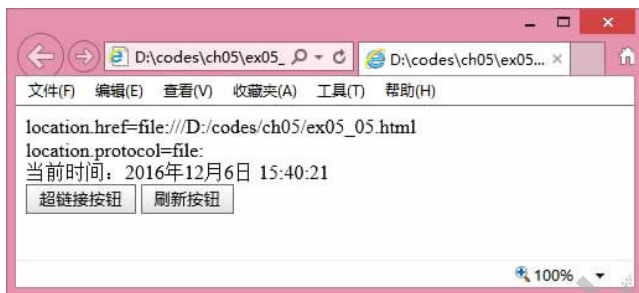 D:\codes\ch05\ex05_
D:\codes\ch05\ex05...
文件(F) 编辑(E) 查看(V) 收藏夹(A) 工具(T) 帮助(H)
location.href=file:///D:/codes/ch05/ex05_05.html
location.protocol=file:
当前时间：2016年12月6日 15:40:21
超链接按钮 刷新按钮
100%